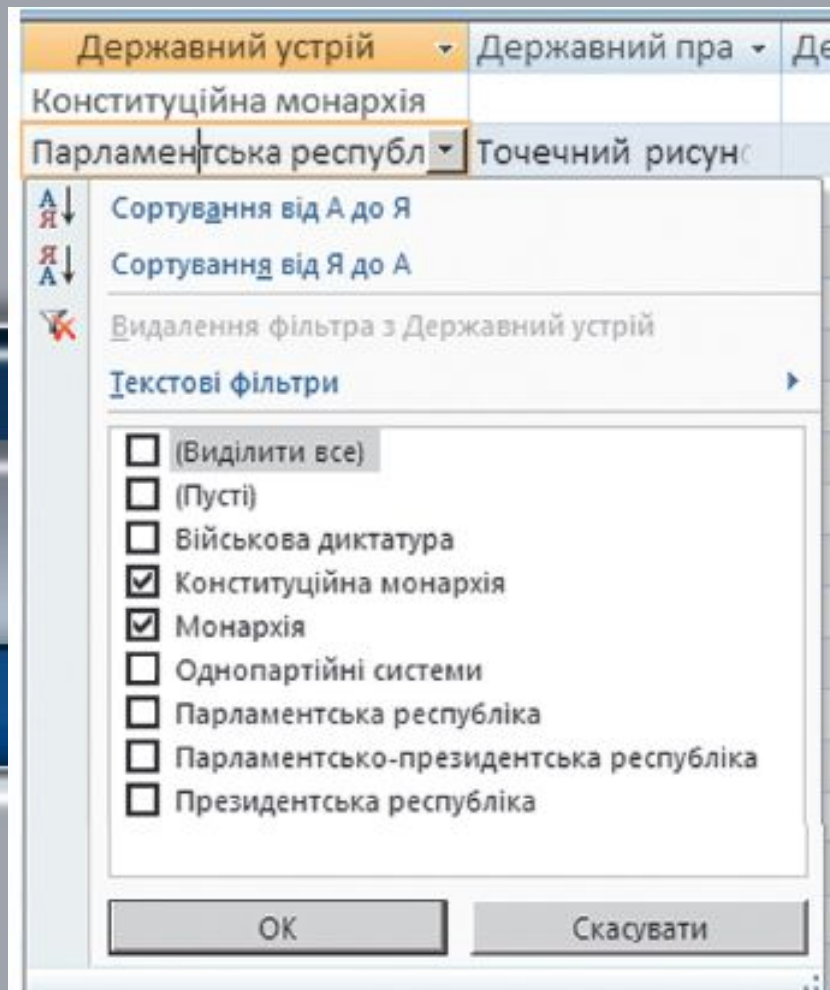 Державний устрій Державний пра Де
Конституційна монархія
Парламентська республ Точечний рисун
Сортування від А до Я
Сортування від Я до А
Видалення фільтра з Державний устрій
Текстові фільтри
(Виділити все)
(Пусті)
Військова диктатура
Конституційна монархія
Монархія
Однопартійні системи
Парламентська республіка
Парламентсько-президентська республіка
Президентська республіка
ОК Скасувати